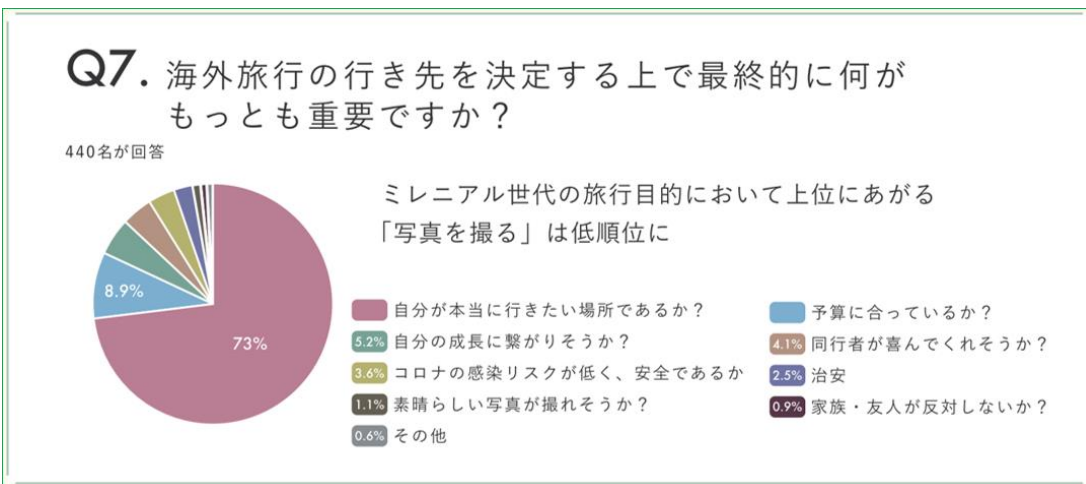 Q7. 海外旅行の行き先を決定する上で最終的に何が
もっとも重要ですか？
440名が回答
ミレニアル世代の旅行目的において上位にあがる
「写真を撮る」は低順位に
8.9%
73%
自分が本当に行きたい場所であるか？
予算に合っているか？
5.2% 自分の成長に繋がりそうか？
4.1% 同行者が喜んでくれそうか？
3.6% コロナの感染リスクが低く、安全であるか
2.5% 治安
1.1% 素晴らしい写真が撮れそうか？
0.9% 家族・友人が反対しないか？
0.6% その他